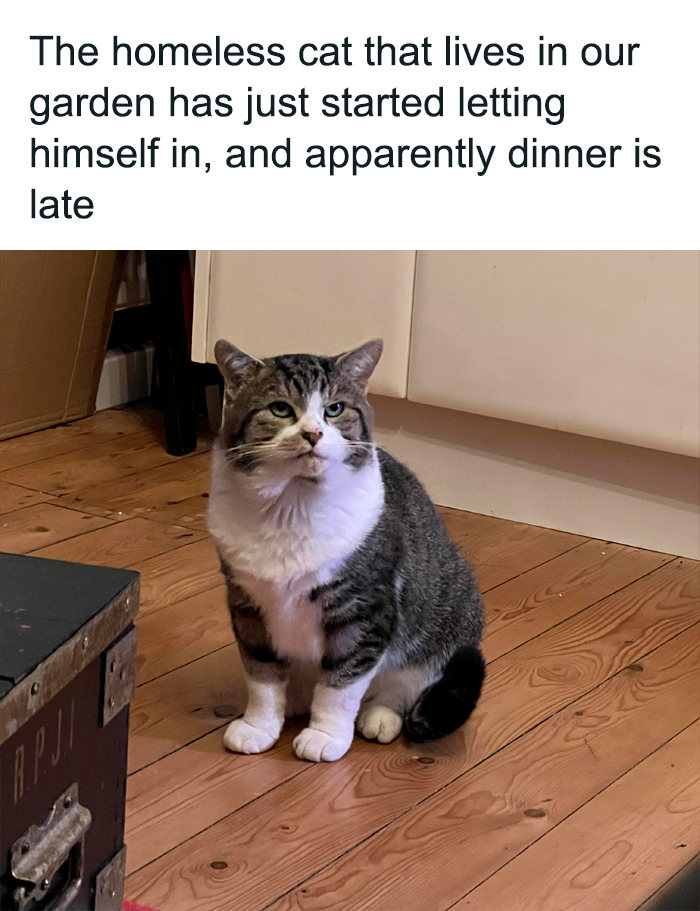 The homeless cat that lives in our
garden has just started letting
himself in, and apparently dinner is
late
R.P.J.